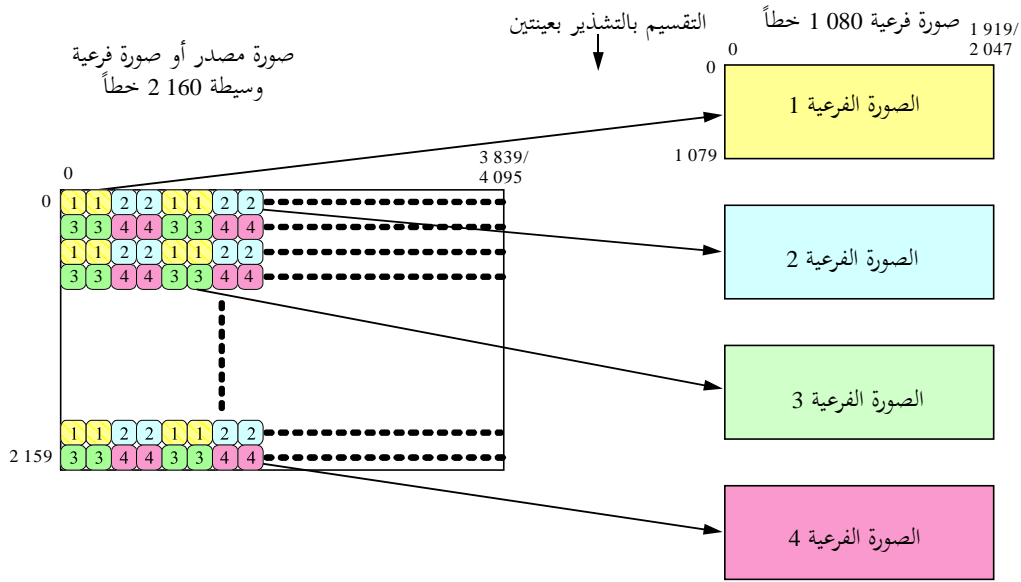 صورة فرعية 1 080 خطاً
التقسيم بالتشذير بعينتين
صورة مصدر أو صورة فرعية
وسيطة 2 160 خطاً
0
1 919/
2 047
0
الصورة الفرعية 1
1 079
0
3 839/
4 095
0
1 1 2 2 1 1 2 2
3 3 4 4 3 3 4 4
1 1 2 2 1 1 2 2
3 3 4 4 3 3 4 4
الصورة الفرعية 2
الصورة الفرعية 3
1 1 2 2 1 1 2 2
2 159
3 3 4 4 3 3 4 4
الصورة الفرعية 4